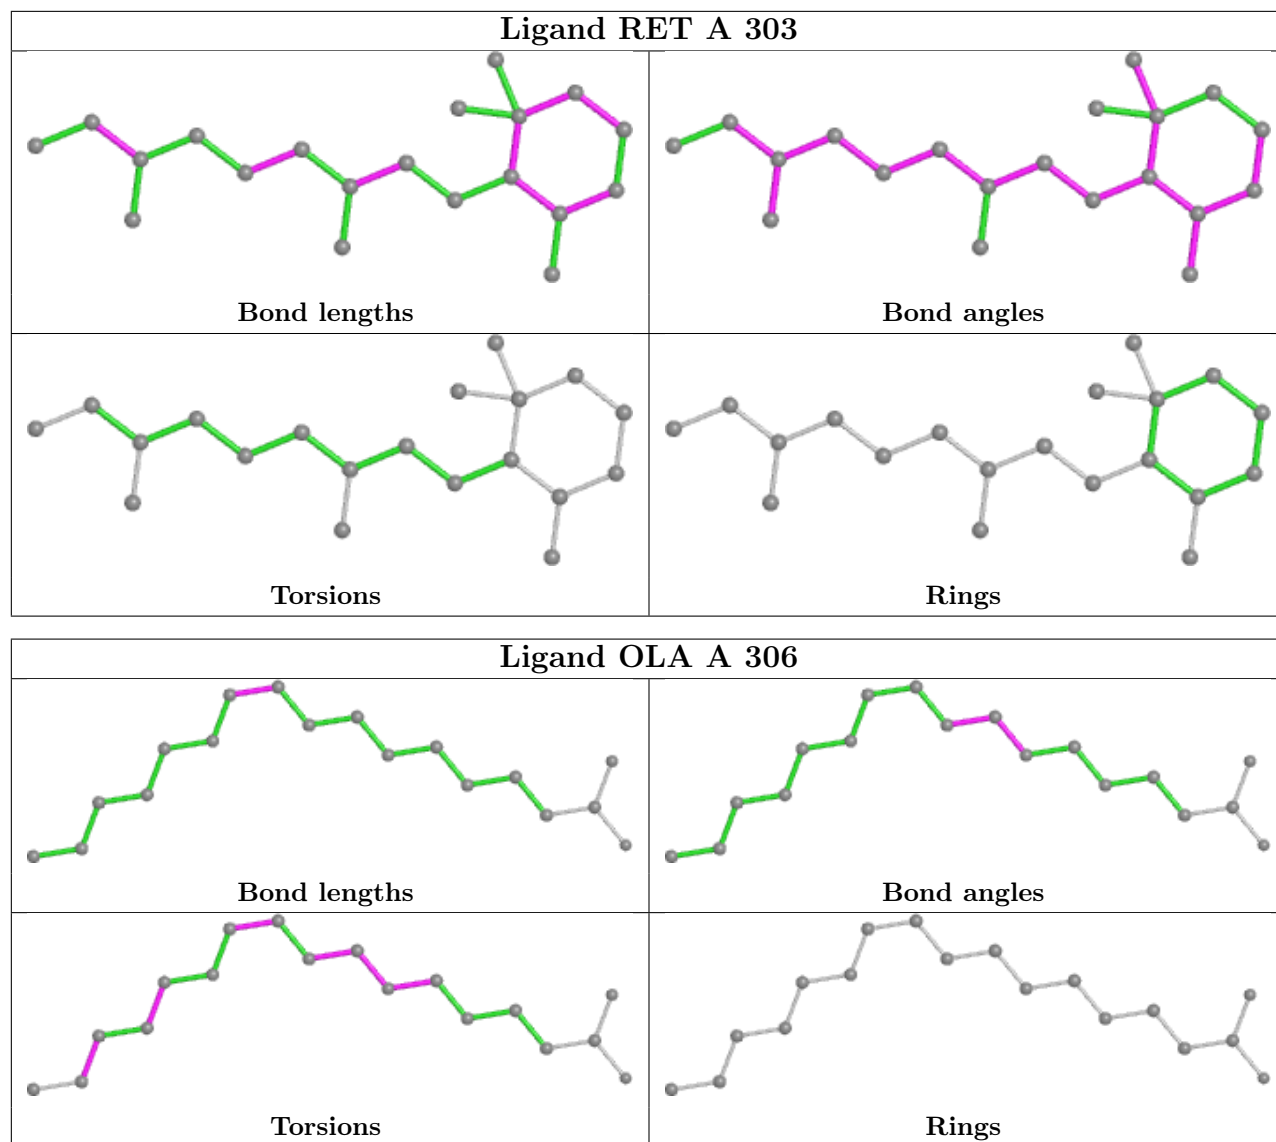 Ligand RET A 303
Bond lengths
Bond angles
Torsions
Rings
Ligand OLA A 306
Bond lengths
Bond angles
Torsions
Rings